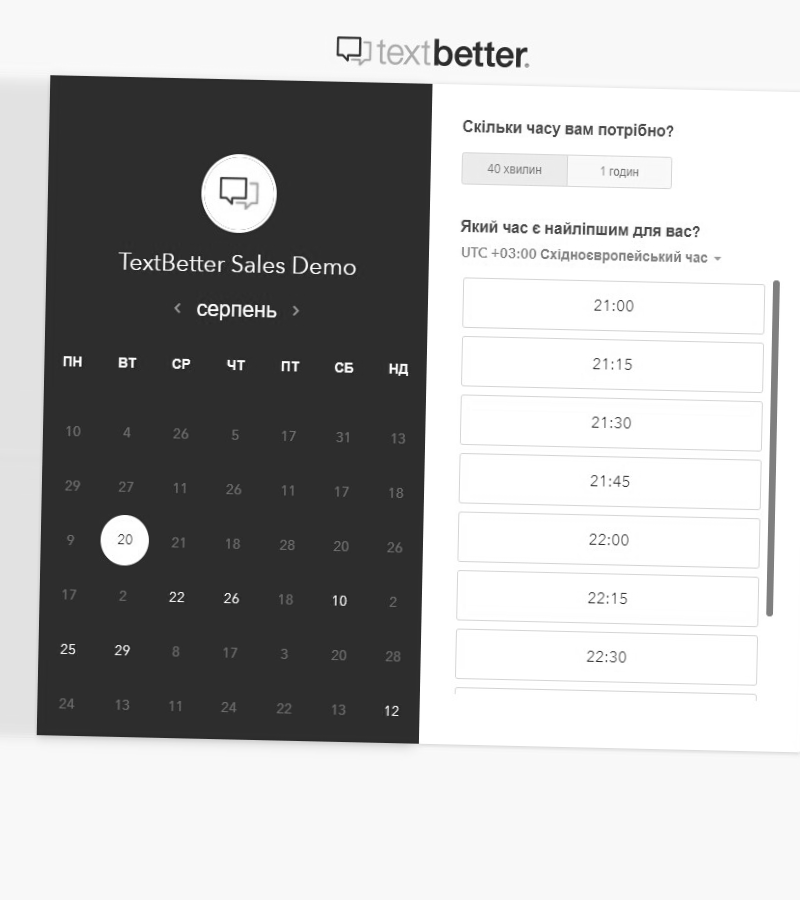 textbetter.
TextBetter Sales Demo
серпень
ПН ВТ СР ЧТ ПТ СБ НД
10 4 26 5 17 31 13
29 27 11 26 11 17 18
9 20 21 18 28 20 26
17 2 22 26 18 10 2
25 29 8 17 3 20 28
24 13 11 24 22 13 12
Скільки часу вам потрібно?
40 хвилин 1 годин
Який час є найліпшим для вас?
UTC +03:00 Східноєвропейський час
21:00
21:15
21:30
21:45
22:00
22:15
22:30